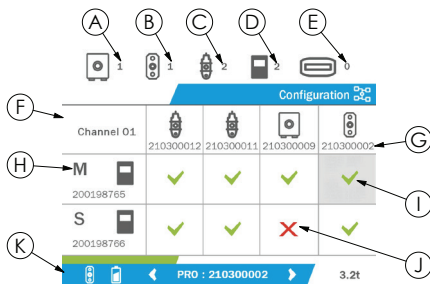 A B C D E
1 1 2 2 0
Configuration
F
Channel 01
210300012 210300011 210300009 210300002
G
H
M
200198765
I
S
200198766
J
K
PRO : 210300002
3.2t